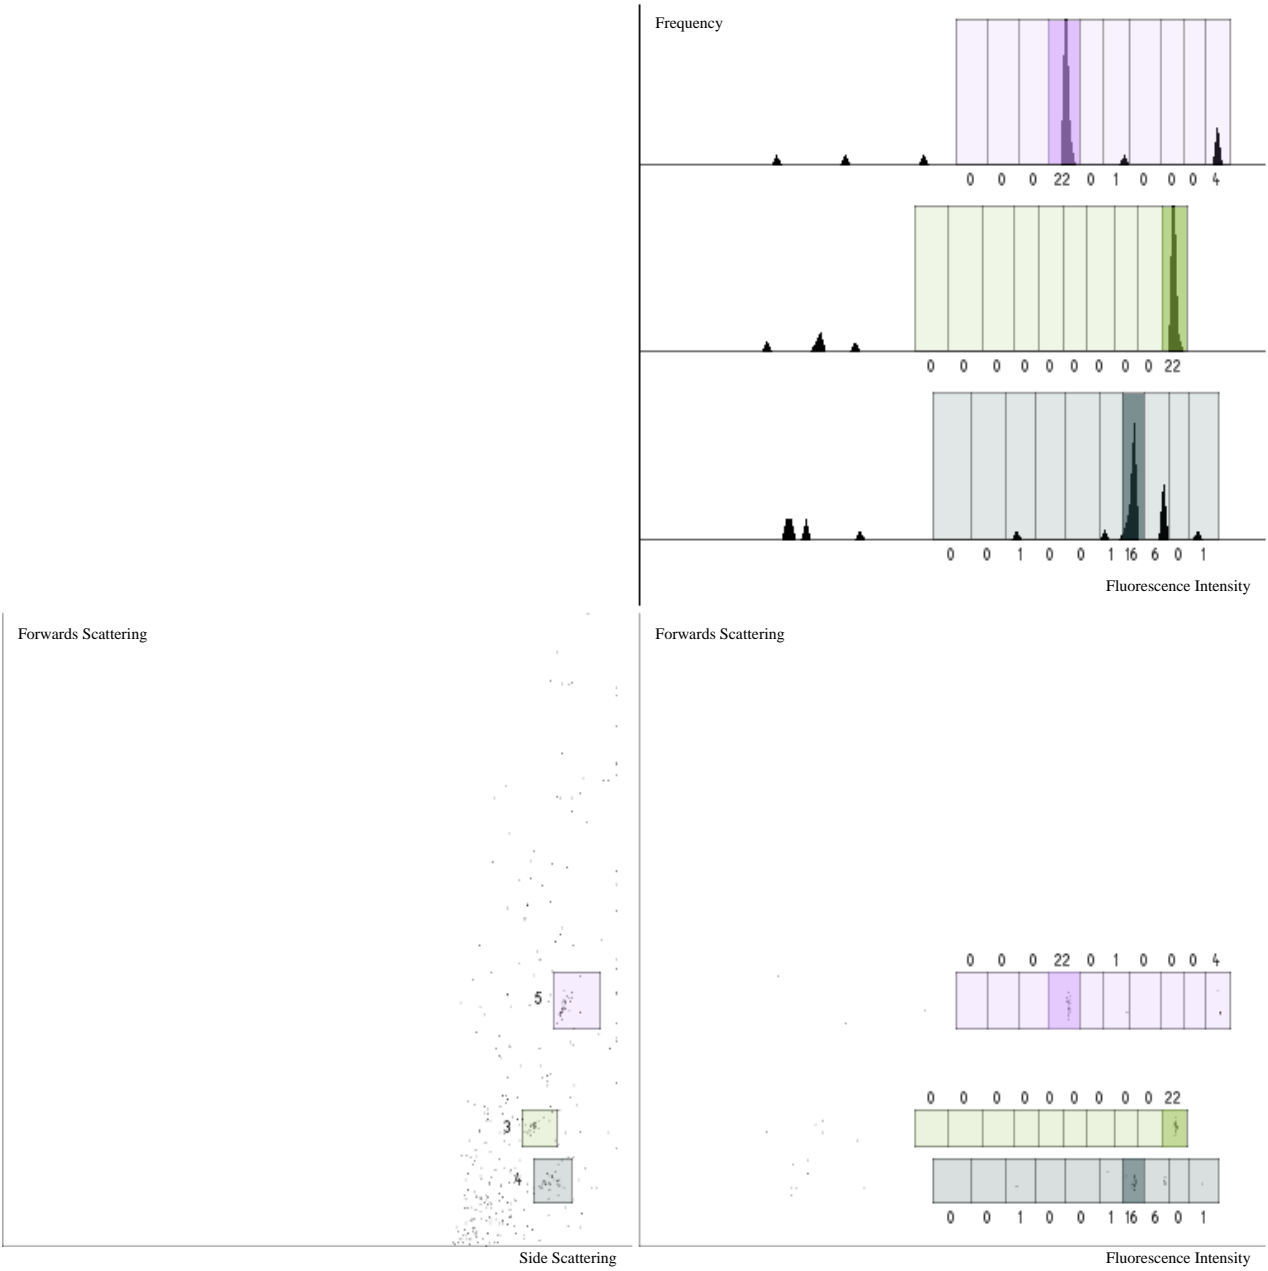 Frequency
0 0 0 22 0 1 0 0 0 4
0 0 0 0 0 0 0 0 0 22
0 0 1 0 0 1 16 6 0 1
Fluorescence Intensity
Forwards Scattering
Forwards Scattering
0 0 0 22 0 1 0 0 0 4
5
0 0 0 0 0 0 0 0 0 22
3
4
0 0 1 0 0 1 16 6 0 1
Side Scattering
Fluorescence Intensity